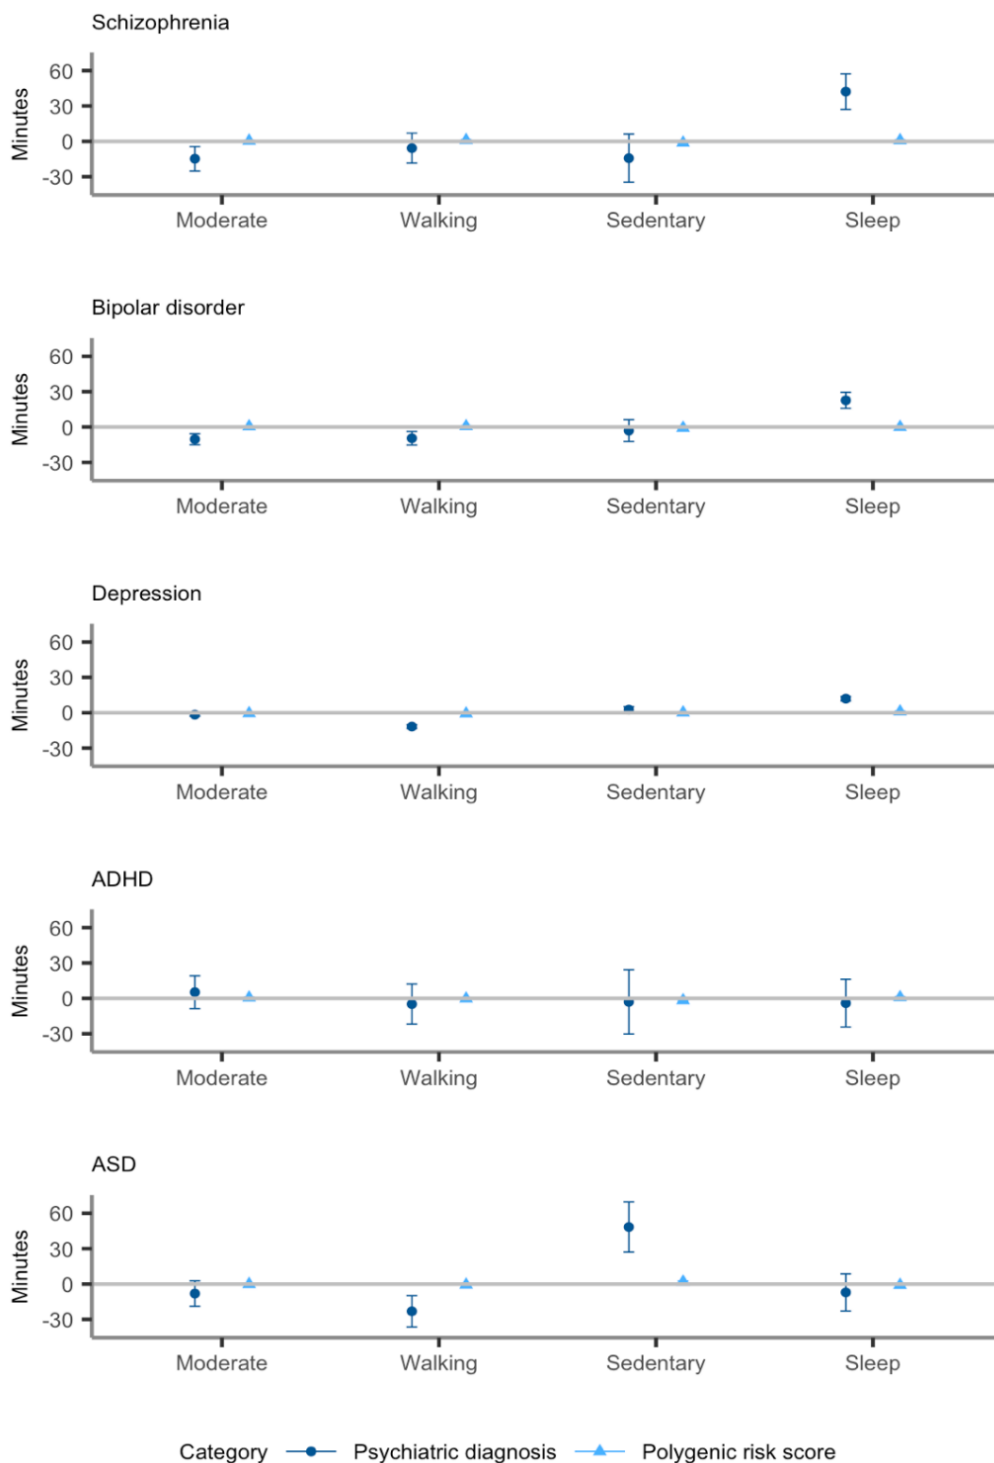 Schizophrenia
60
30
0
-30
Minutes
Moderate Walking Sedentary Sleep
Bipolar disorder
60
30
0
-30
Minutes
Moderate Walking Sedentary Sleep
Depression
60
30
0
-30
Minutes
Moderate Walking Sedentary Sleep
ADHD
60
30
0
-30
Minutes
Moderate Walking Sedentary Sleep
ASD
60
30
0
-30
Minutes
Moderate Walking Sedentary Sleep
Category Psychiatric diagnosis Polygenic risk score